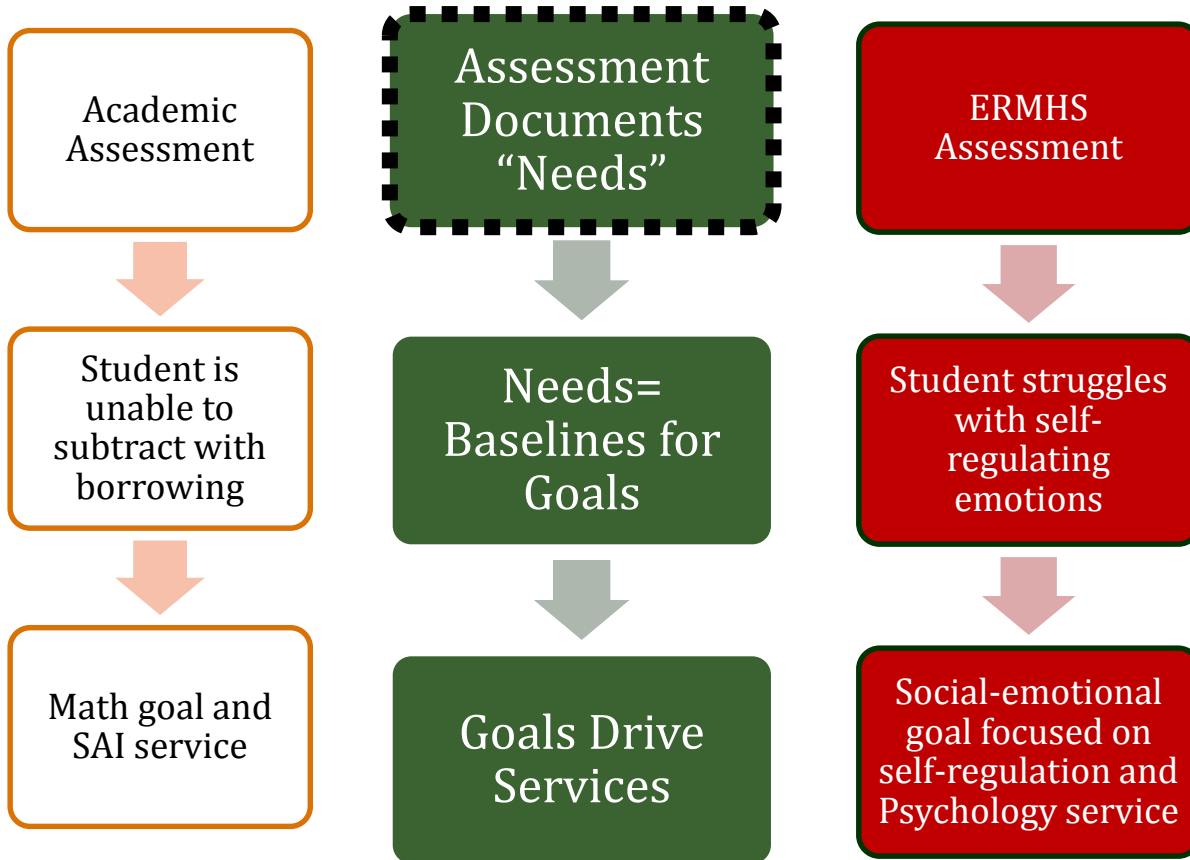 Academic
Assessment
Assessment
Documents
“Needs”
ERMHS
Assessment
Student is
unable to
subtract with
borrowing
Needs=
Baselines for
Goals
Student struggles
with self-
regulating
emotions
Math goal and
SAI service
Goals Drive
Services
Social-emotional
goal focused on
self-regulation and
Psychology service